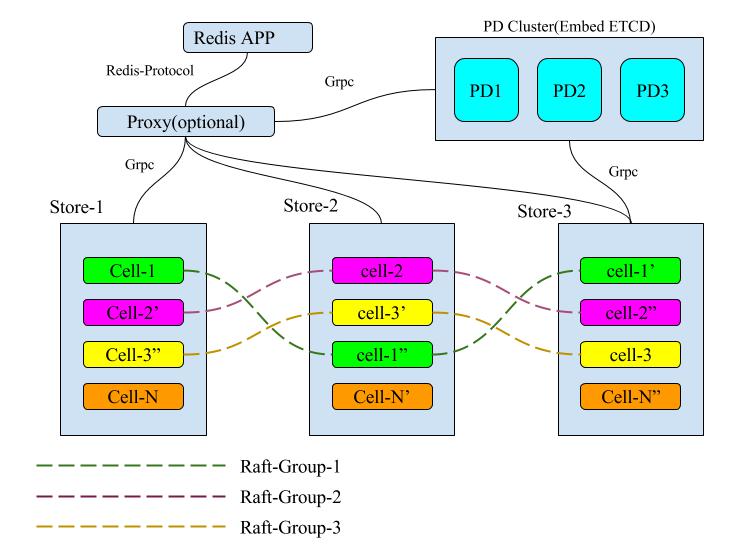 Redis APP
PD Cluster(Embed ETCD)
Redis-Protocol
Grpc
PD1
PD2
PD3
Proxy(optional)
Grpc
Grpc
Store-1
Store-2
Store-3
Cell-1
cell-2
cell-1’
Cell-2’
cell-3’
cell-2”
Cell-3”
cell-1”
cell-3
Cell-N
Cell-N’
Cell-N”
Raft-Group-1
Raft-Group-2
Raft-Group-3